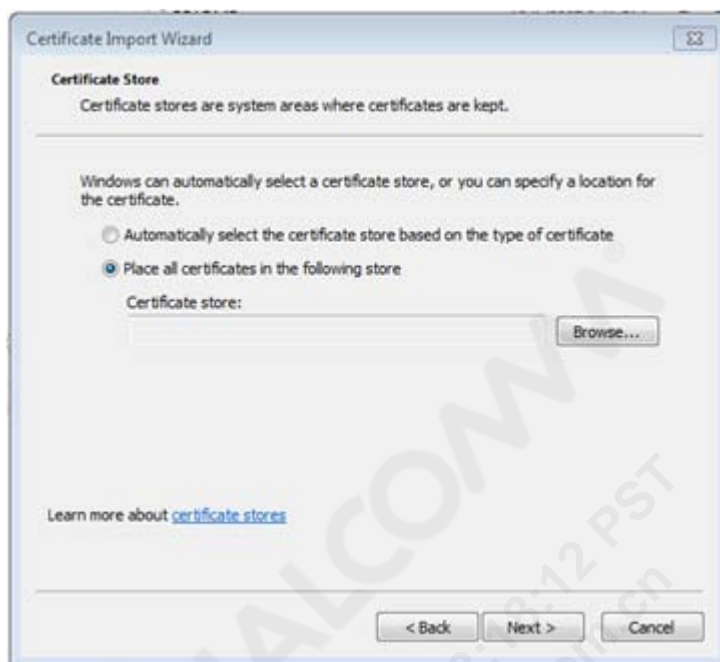 Certificate Import Wizard
Certificate Store
Certificate stores are system areas where certificates are kept.
Windows can automatically select a certificate store, or you can specify a location for
the certificate.
Automatically select the certificate store based on the type of certificate
Place all certificates in the following store
Certificate store:
Browse...
Learn more about certificate stores
< Back
Next >
Cancel